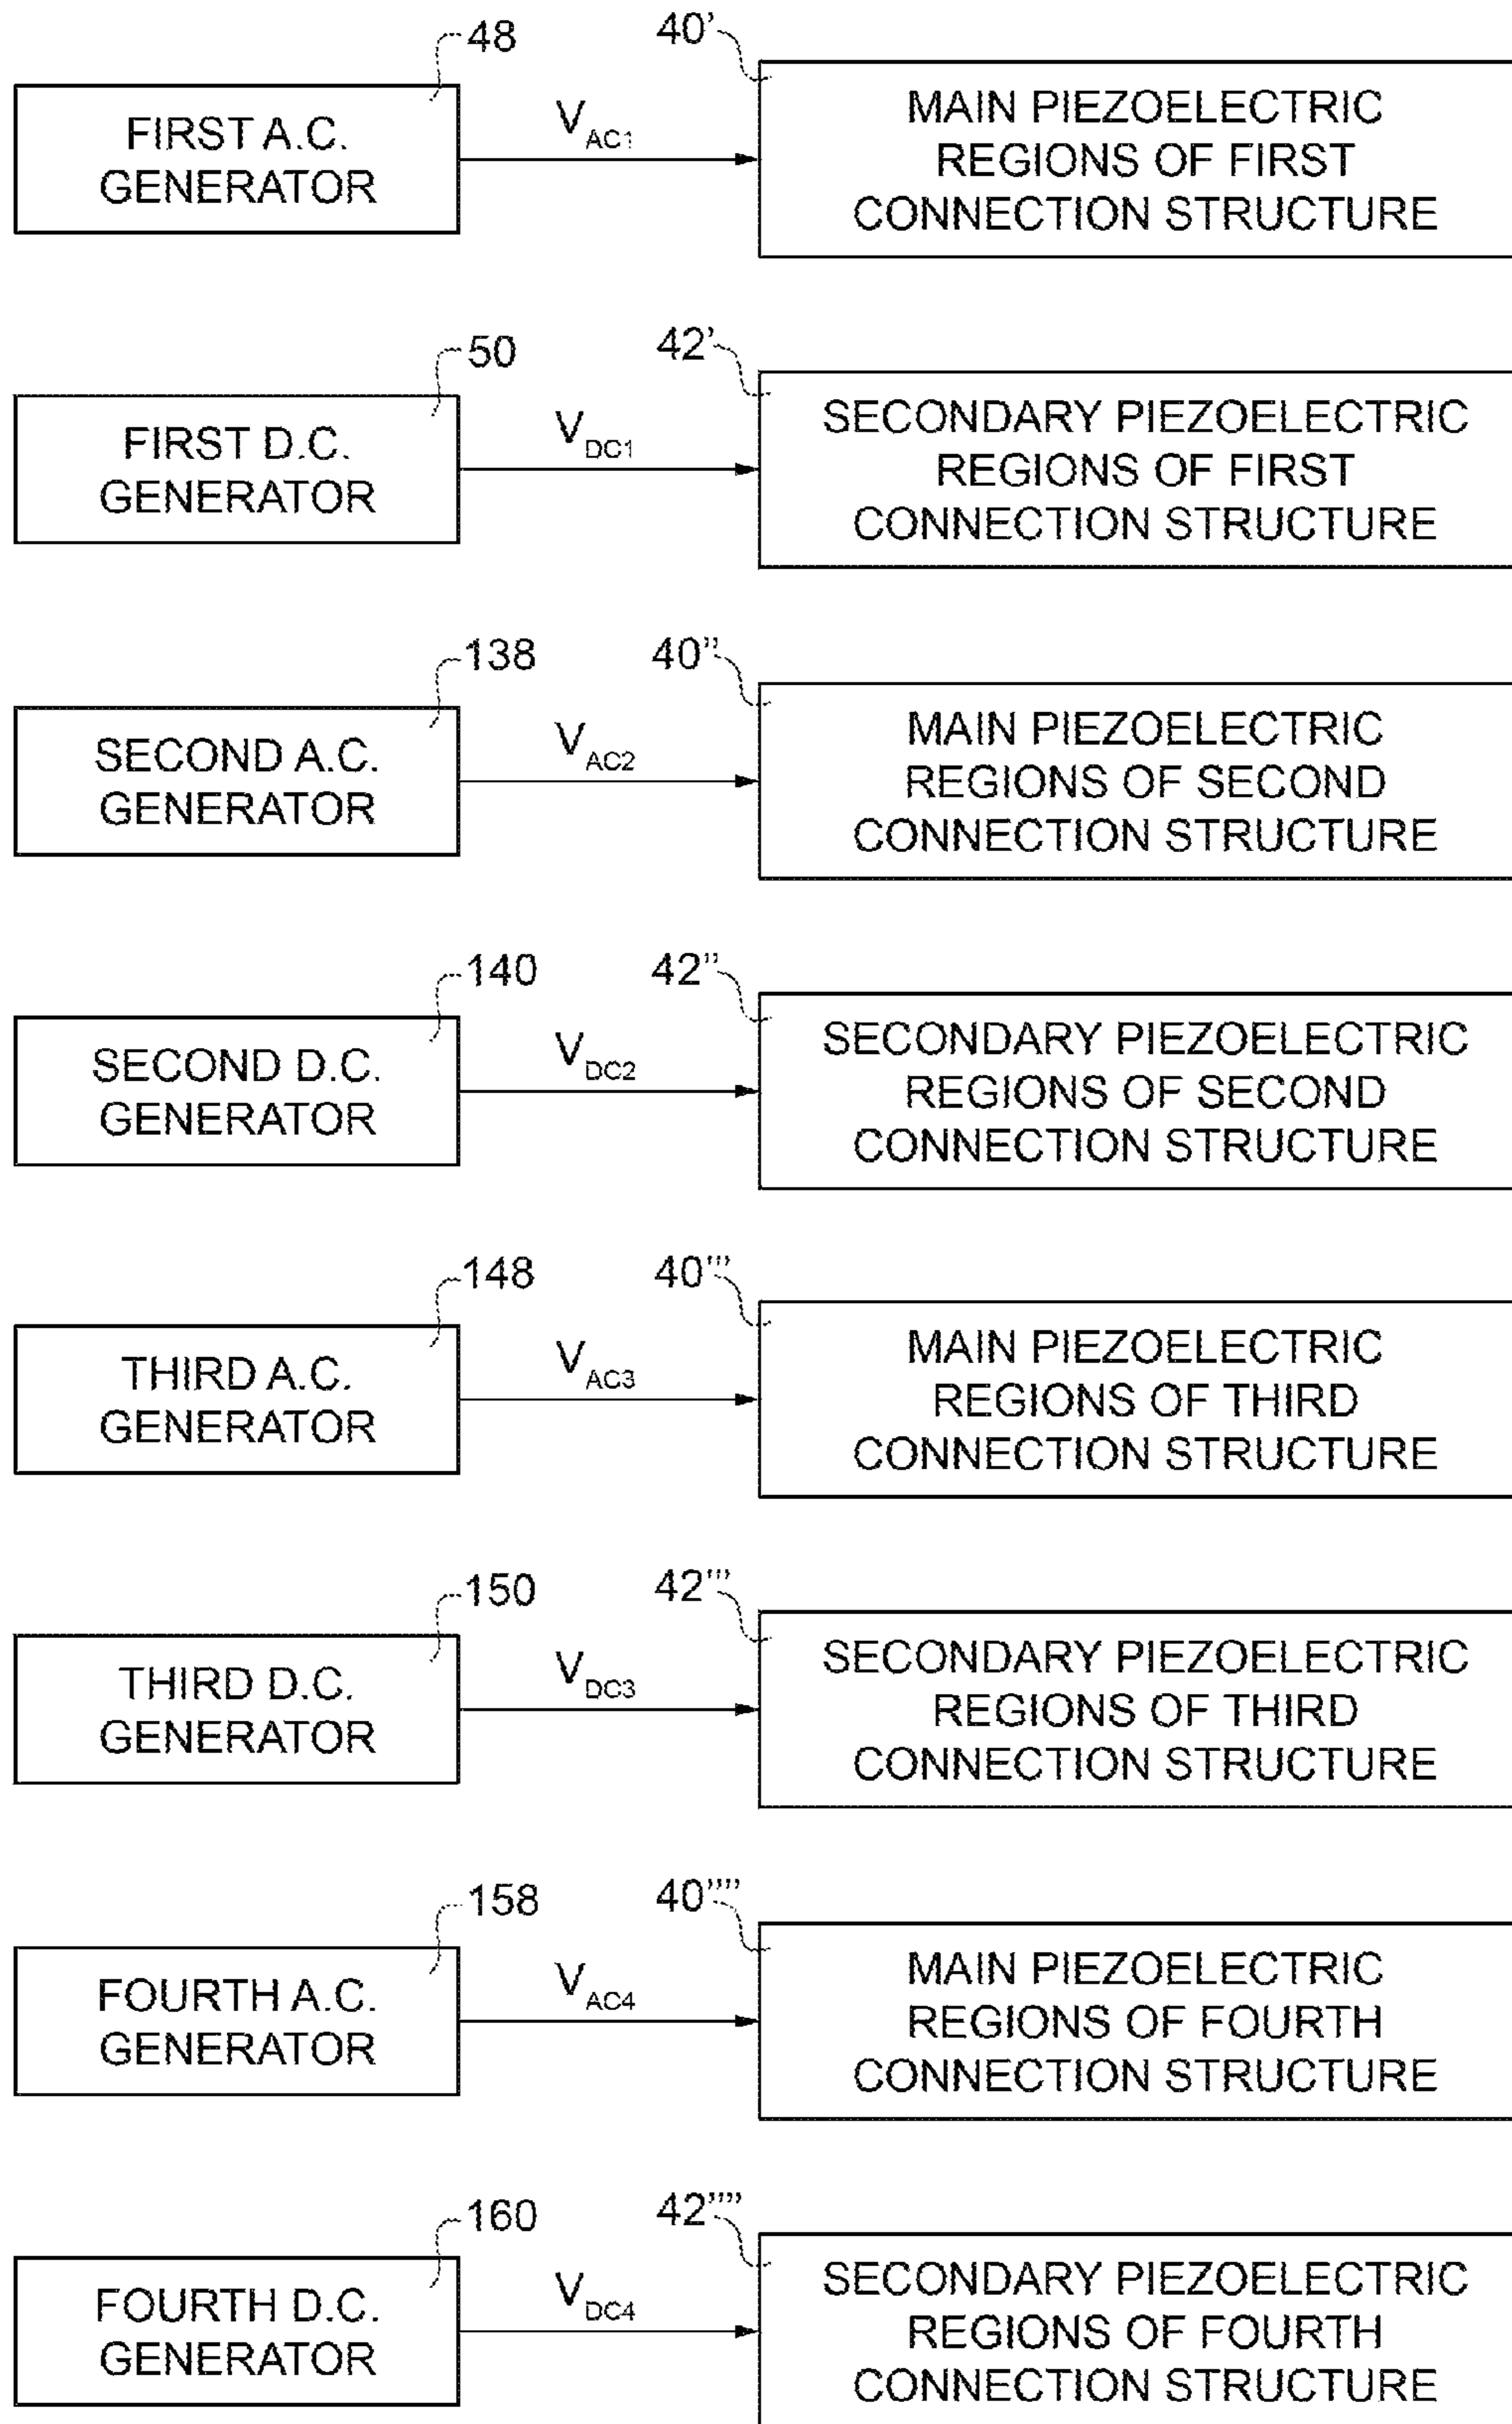 48
40’
FIRST A.C.
GENERATOR
VAC1
MAIN PIEZOELECTRIC
REGIONS OF FIRST
CONNECTION STRUCTURE
50
42’
FIRST D.C.
GENERATOR
VDC1
SECONDARY PIEZOELECTRIC
REGIONS OF FIRST
CONNECTION STRUCTURE
138
40’’
SECOND A.C.
GENERATOR
VAC2
MAIN PIEZOELECTRIC
REGIONS OF SECOND
CONNECTION STRUCTURE
140
42’’
SECOND D.C.
GENERATOR
VDC2
SECONDARY PIEZOELECTRIC
REGIONS OF SECOND
CONNECTION STRUCTURE
148
40’’’
THIRD A.C.
GENERATOR
VAC3
MAIN PIEZOELECTRIC
REGIONS OF THIRD
CONNECTION STRUCTURE
150
42’’’
THIRD D.C.
GENERATOR
VDC3
SECONDARY PIEZOELECTRIC
REGIONS OF THIRD
CONNECTION STRUCTURE
158
40’’’’
FOURTH A.C.
GENERATOR
VAC4
MAIN PIEZOELECTRIC
REGIONS OF FOURTH
CONNECTION STRUCTURE
160
42’’’’
FOURTH D.C.
GENERATOR
VDC4
SECONDARY PIEZOELECTRIC
REGIONS OF FOURTH
CONNECTION STRUCTURE